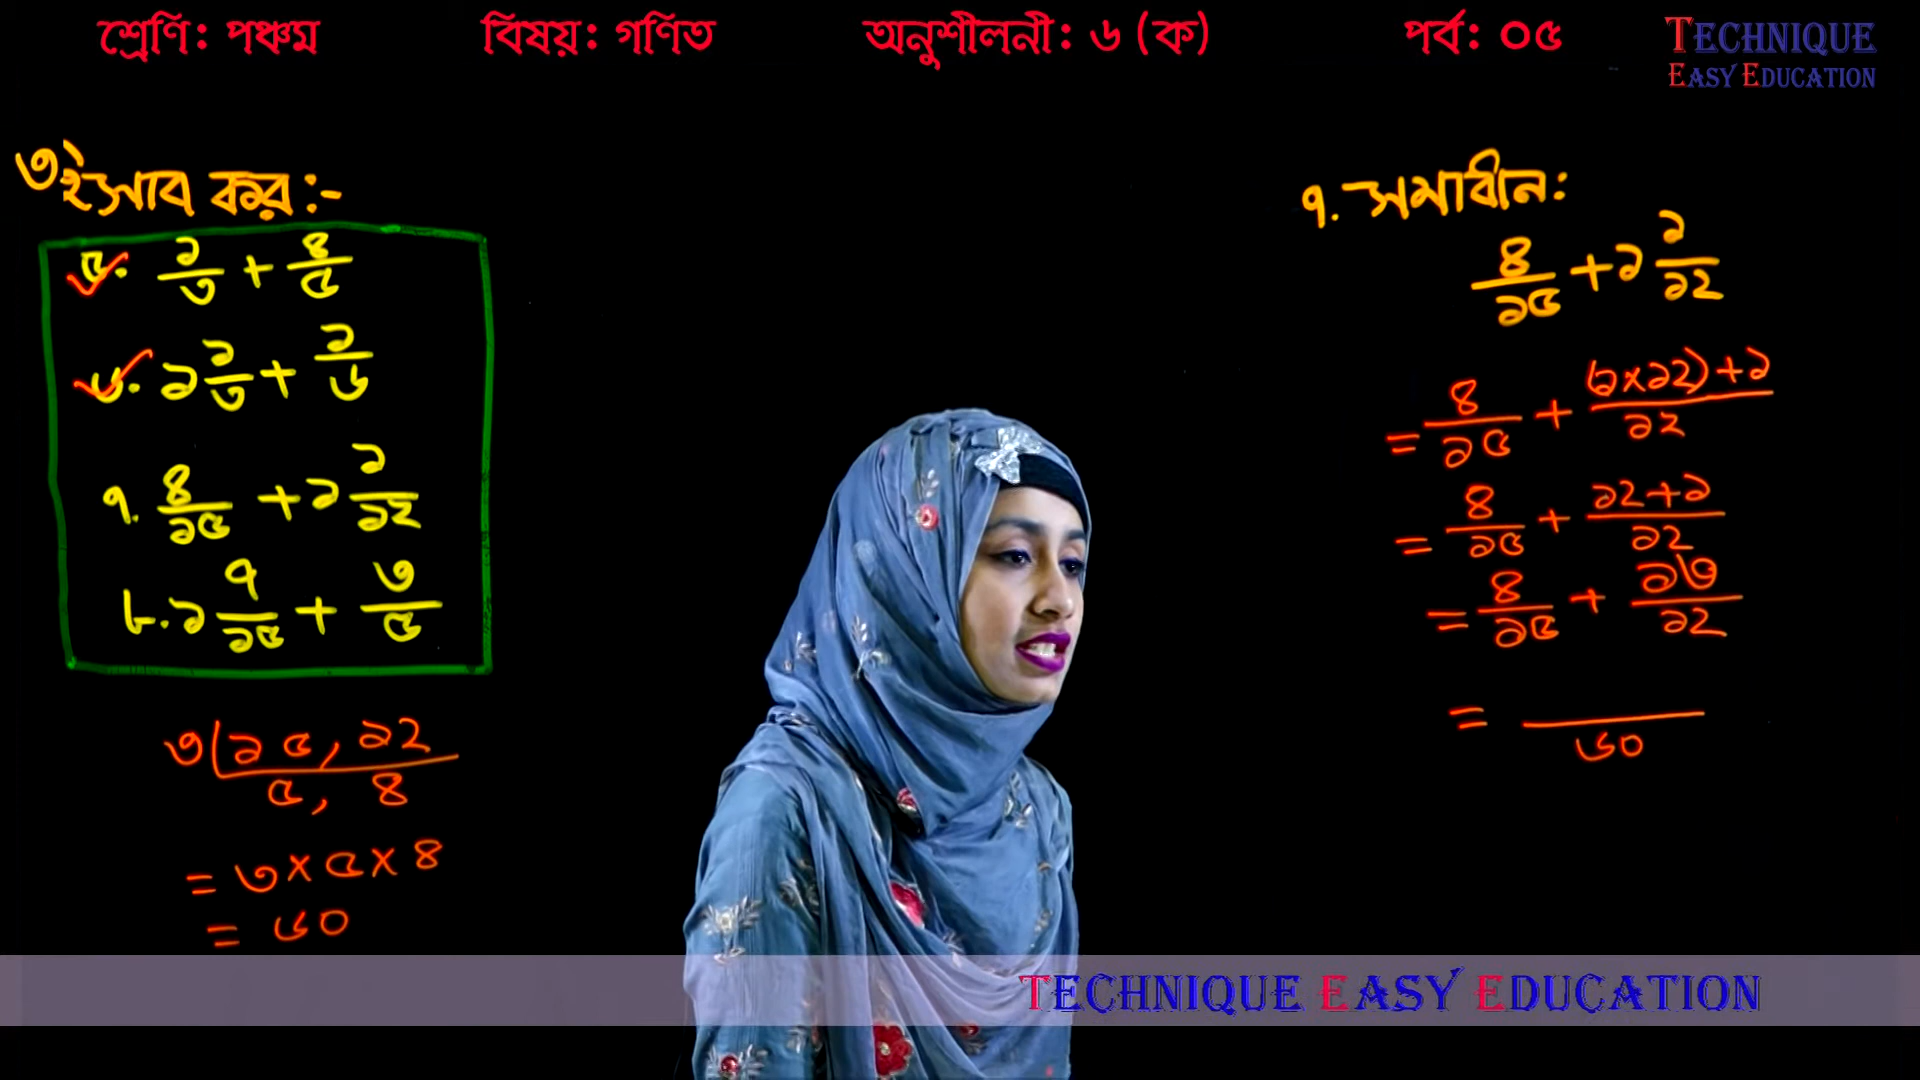 শ্রেণি: পঞ্চম বিষয়: গণিত অনুশীলনী: ৬ (ক) পর্ব: ০৫
TECHNIQUE
EASY EDUCATION
৩ হিসাব কর:-
৫. ১/৩ + ৪/৫
৬. ১ ১/৩ + ১/৬
৭. ৪/১৫ + ১ ১/১২
৮. ১ ৭/১৫ + ৩/৫
৩(১৫, ১২
৫, ৪
= ৩×৫×৪
= ৬০
৭. সমাধান:
৪/১৫ + ১ ১/১২
= ৪/১৫ + (১×১২)+১/১২
= ৪/১৫ + ১২+১/১২
= ৪/১৫ + ১৩/১২
= /৬০
TECHNIQUE EASY EDUCATION